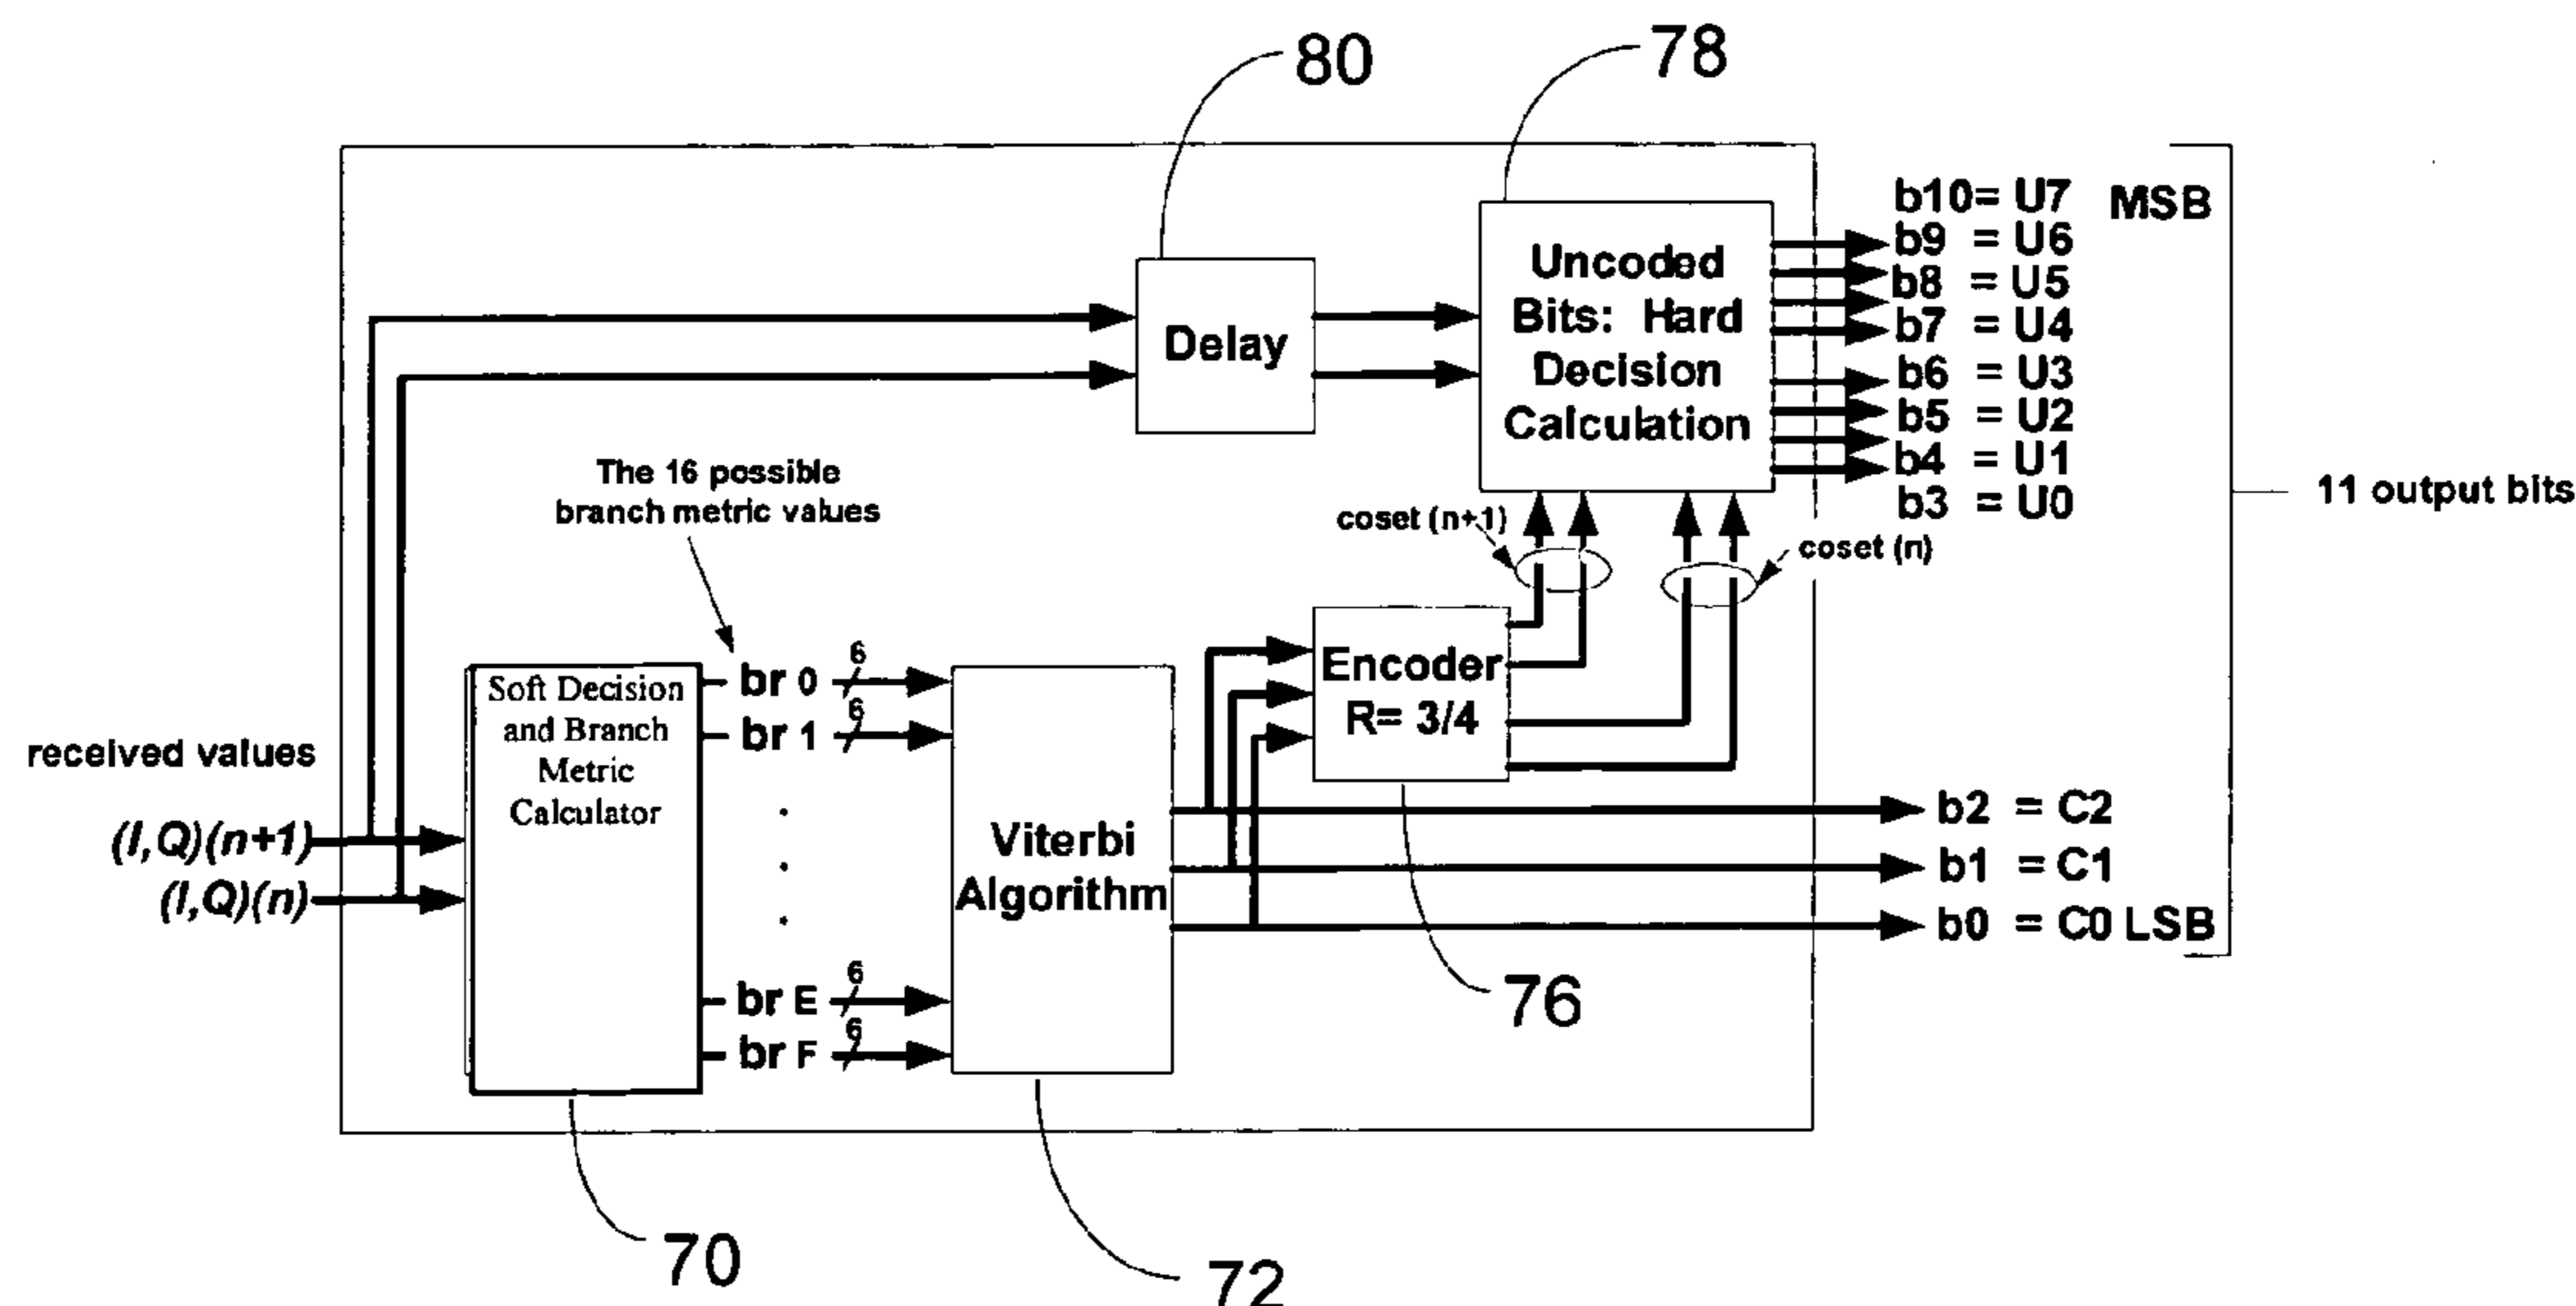 80
78
b10= U7 MSB
b9 = U6
b8 = U5
b7 = U4
b6 = U3
b5 = U2
b4 = U1
b3 = U0
Uncoded
Bits: Hard
Decision
Calculation
Delay
The 16 possible
branch metric values
coset (n+1)
coset (n)
11 output bits
Soft Decision
and Branch
Metric
Calculator
br 0 6
br 1 6
br E 6
br F 6
Encoder
R= 3/4
received values
(I,Q)(n+1)
(I,Q)(n)
Viterbi
Algorithm
b2 = C2
b1 = C1
b0 = C0 LSB
76
70
72